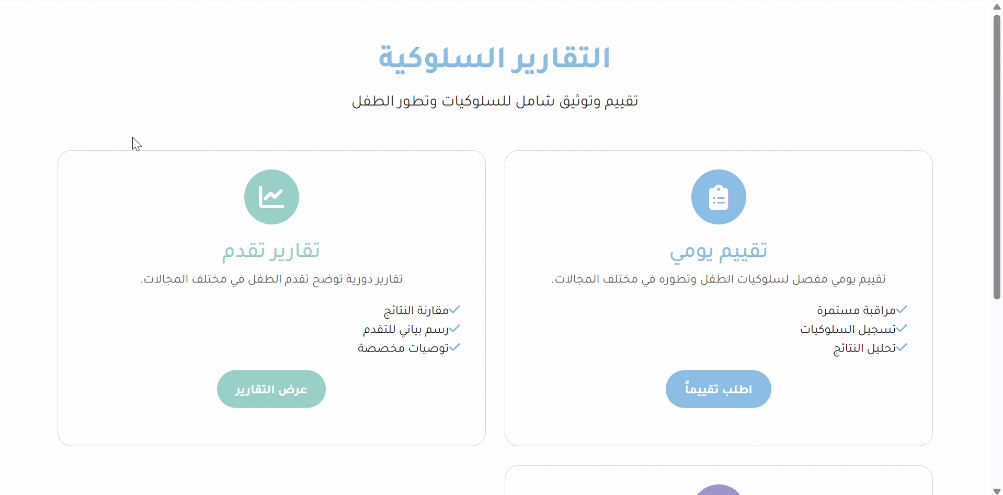 التقارير السلوكية
تقييم وتوثيق شامل للسلوكيات وتطور الطفل
تقييم يومي
تقييم يومي مفصل لسلوكيات الطفل وتطوره في مختلف المجالات.
مراقبة مستمرة
تسجيل السلوكيات
تحليل النتائج
اطلب تقييماً
تقارير تقدم
تقارير دورية توضح تقدم الطفل في مختلف المجالات.
مقارنة النتائج
رسم بياني للتقدم
توصيات مخصصة
عرض التقارير